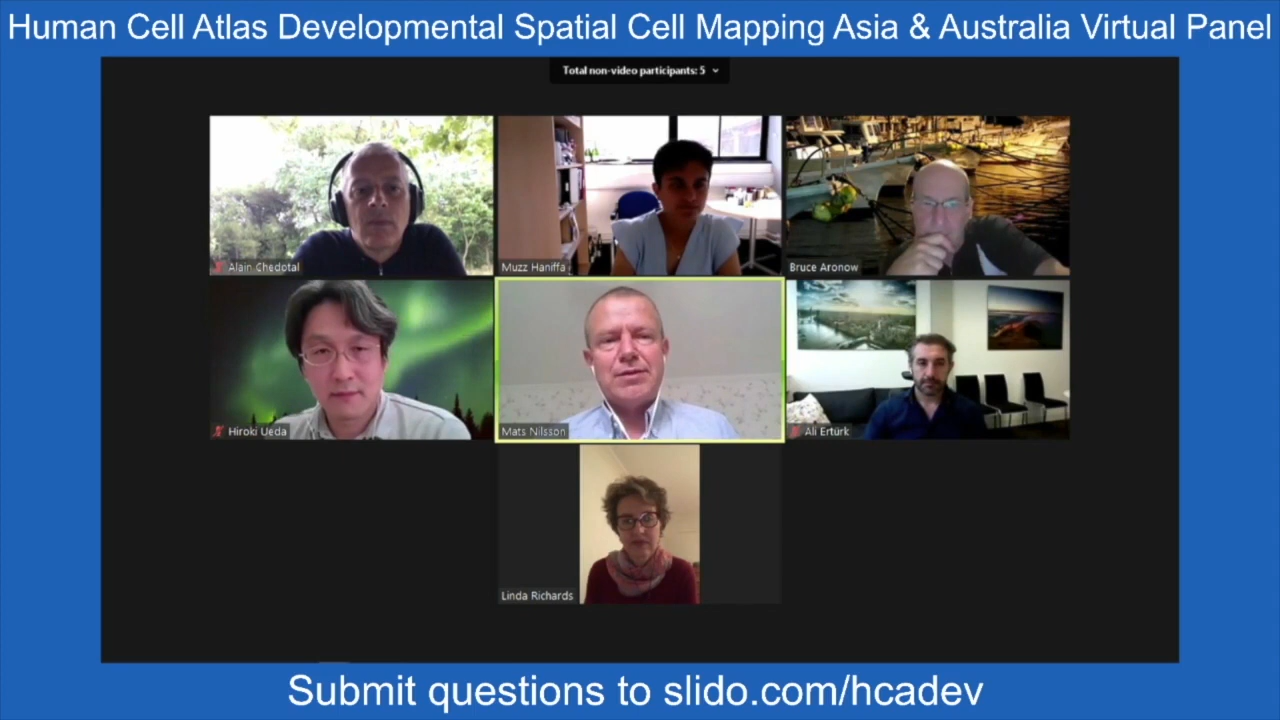 Human Cell Atlas Developmental Spatial Cell Mapping Asia & Australia Virtual Panel
Total non-video participants: 5
Alain Chedotal
Muzz Haniffa
Bruce Aronow
Hiroki Ueda
Mats Nilsson
Ali Ertürk
Linda Richards
Submit questions to slido.com/hcadev